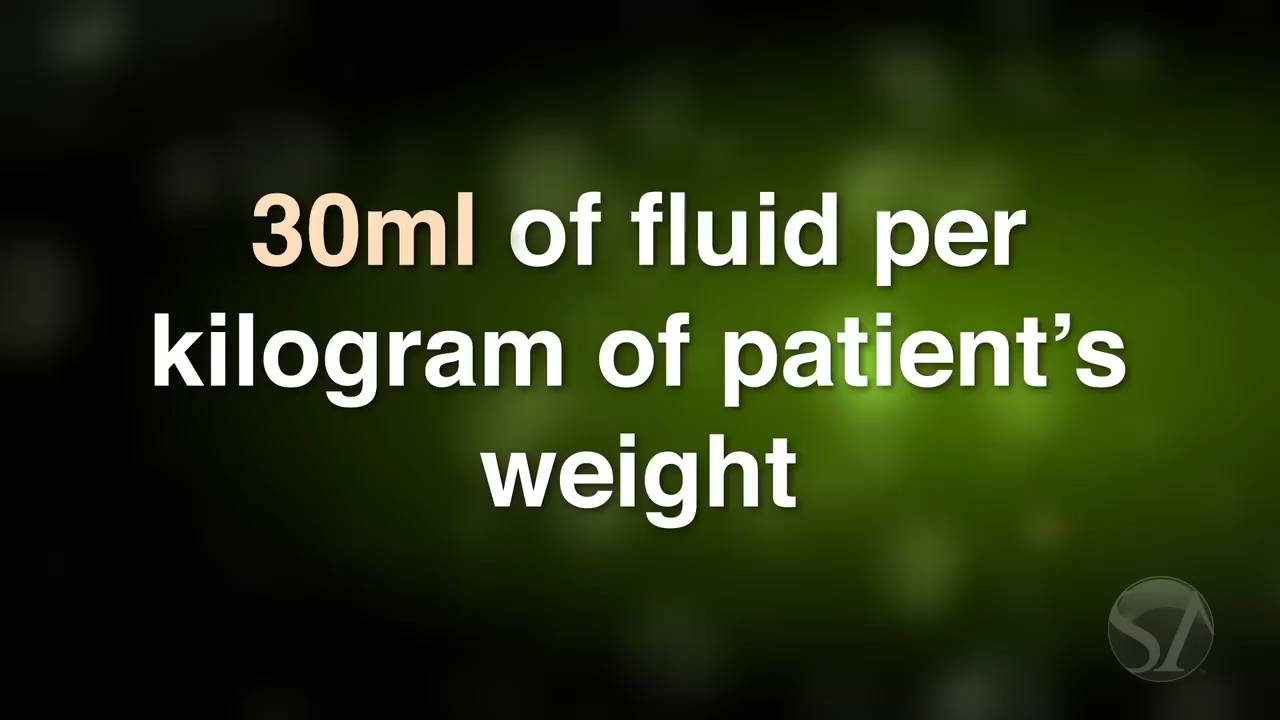 30ml of fluid per
kilogram of patient’s
weight